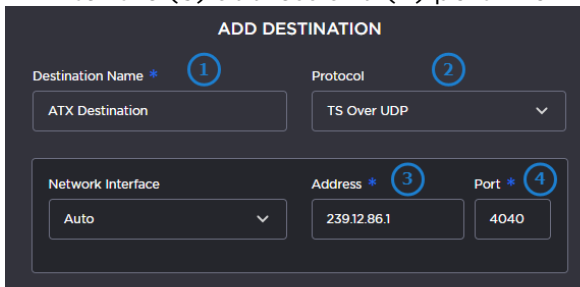 ADD DESTINATION
Destination Name * 1 Protocol 2
ATX Destination TS Over UDP
Network Interface Address * 3 Port * 4
Auto 239.12.86.1 4040